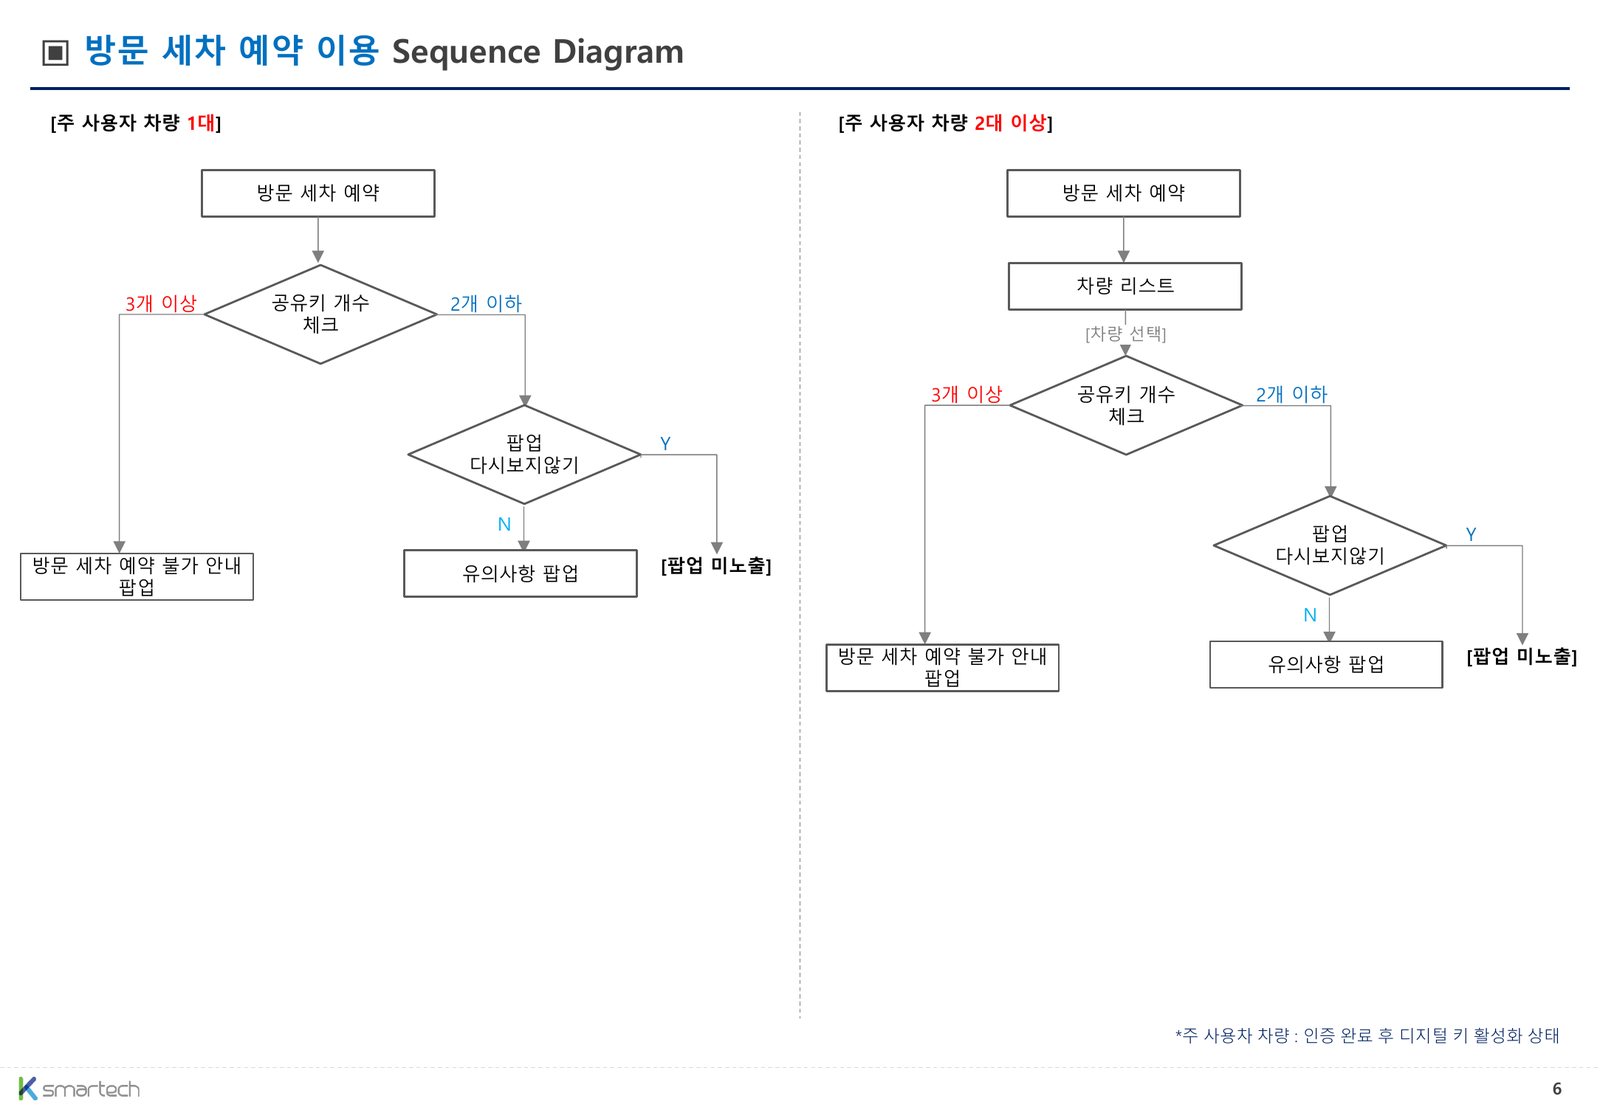 ▣ 방문 세차 예약 이용 Sequence Diagram
[주 사용자 차량 1대]
방문 세차 예약
공유키 개수
체크
3개 이상
2개 이하
팝업
다시보지않기
Y
N
방문 세차 예약 불가 안내
팝업
유의사항 팝업
[팝업 미노출]
[주 사용자 차량 2대 이상]
방문 세차 예약
차량 리스트
[차량 선택]
공유키 개수
체크
3개 이상
2개 이하
팝업
다시보지않기
Y
N
방문 세차 예약 불가 안내
팝업
유의사항 팝업
[팝업 미노출]
*주 사용차 차량 : 인증 완료 후 디지털 키 활성화 상태
K smartech
6